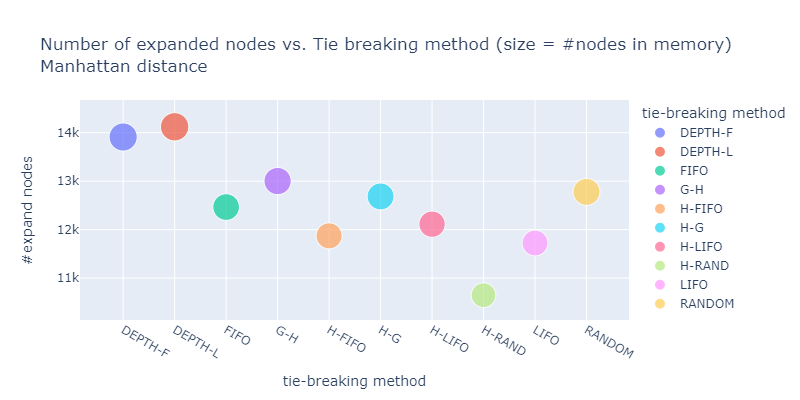 Number of expanded nodes vs. Tie breaking method (size = #nodes in memory)
Manhattan distance
tie-breaking method
DEPTH-F
DEPTH-L
FIFO
G-H
H-FIFO
H-G
H-LIFO
H-RAND
LIFO
RANDOM
#expand nodes
14k
13k
12k
11k
DEPTH-F
DEPTH-L
FIFO
G-H
H-FIFO
H-G
H-LIFO
H-RAND
LIFO
RANDOM
tie-breaking method